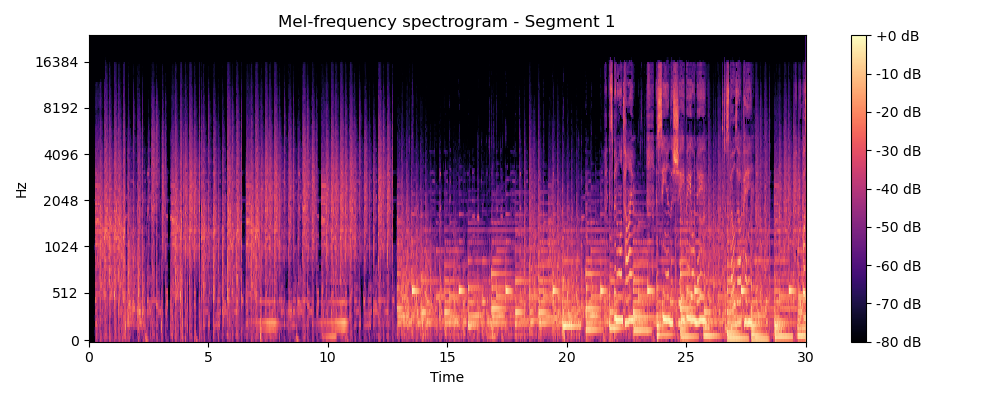 Mel-frequency spectrogram - Segment 1
Hz
16384
8192
4096
2048
1024
512
0
0
5
10
15
20
25
30
Time
+0 dB
-10 dB
-20 dB
-30 dB
-40 dB
-50 dB
-60 dB
-70 dB
-80 dB